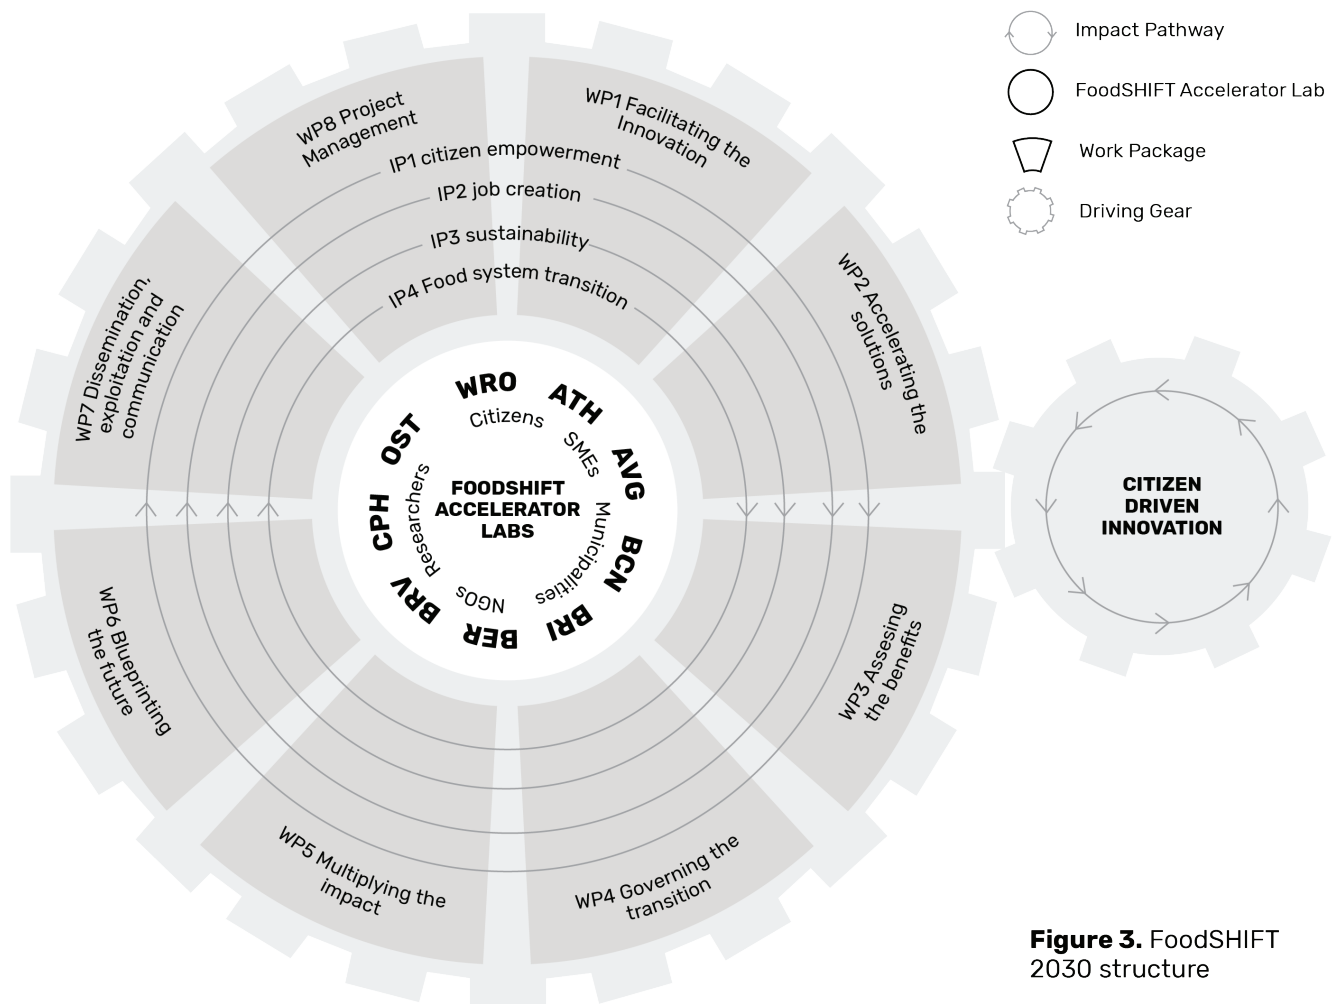 WP8 Project
Management
WP1 Facilitating the
Innovation
IP1 citizen empowerment
IP2 job creation
IP3 sustainability
IP4 Food system transition
WP2 Accelerating the
solutions
WP3 Assesing
the benefits
WP4 Governing the
transition
WP5 Multiplying the
impact
WP6 Blueprinting
the future
WP7 Dissemination,
exploitation and
communication
WRO
ATH
AVG
BCN
BRI
BER
BRV
CPH
OST
Citizens
SMEs
Municipalities
NGOs
Researchers
FOODSHIFT
ACCELERATOR
LABS
CITIZEN
DRIVEN
INNOVATION
Impact Pathway
FoodSHIFT Accelerator Lab
Work Package
Driving Gear
Figure 3. FoodSHIFT
2030 structure